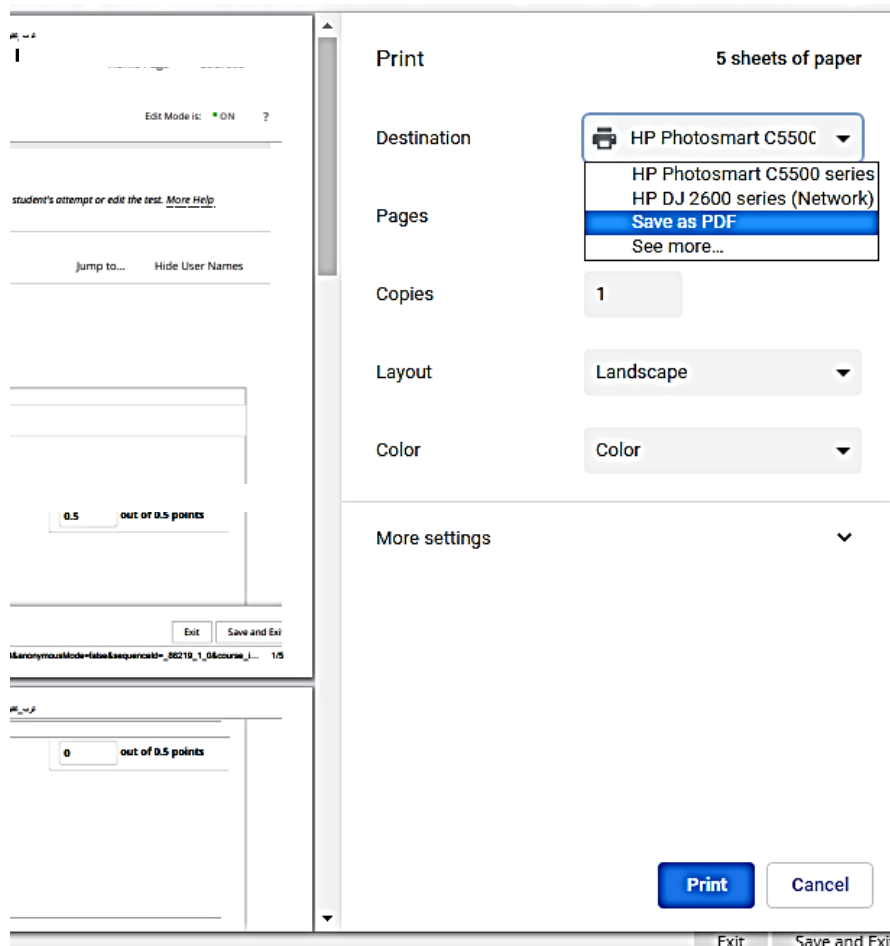 Print
5 sheets of paper
Destination
HP Photosmart C5500
HP Photosmart C5500 series
HP DJ 2600 series (Network)
Save as PDF
See more...
Pages
Copies
1
Layout
Landscape
Color
Color
More settings
Print
Cancel
Edit Mode is: ON ?
student's attempt or edit the test. More Help
Jump to... Hide User Names
0.5 out of 0.5 points
Exit Save and Exi
&anonymousMode=false&sequenceId=_86219_1_0&course_i... 1/5
0 out of 0.5 points
Exit Save and Exi